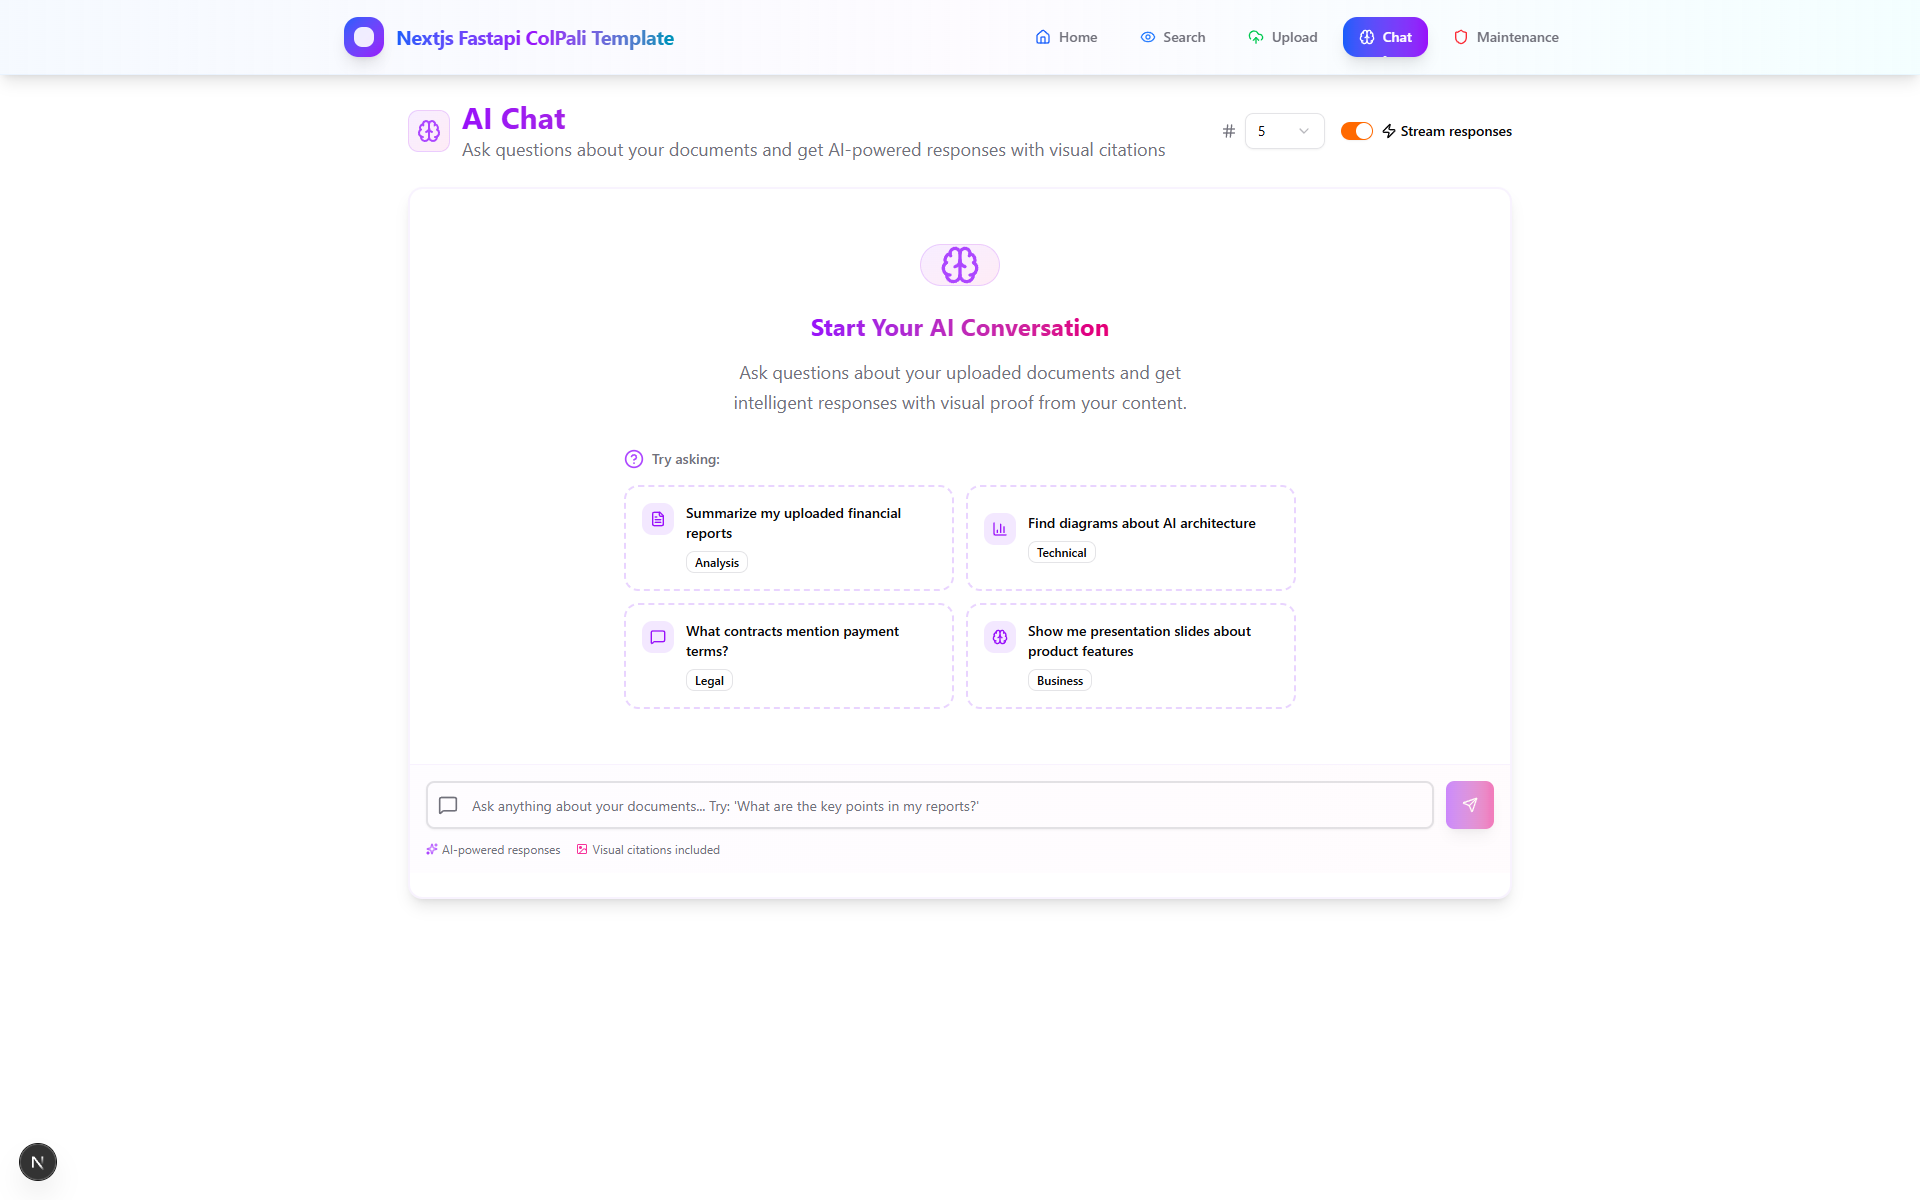 Nextjs Fastapi ColPali Template
Home
Search
Upload
Chat
Maintenance
AI Chat
Ask questions about your documents and get AI-powered responses with visual citations
#
5
Stream responses
Start Your AI Conversation
Ask questions about your uploaded documents and get
intelligent responses with visual proof from your content.
Try asking:
Summarize my uploaded financial
reports
Analysis
Find diagrams about AI architecture
Technical
What contracts mention payment
terms?
Legal
Show me presentation slides about
product features
Business
Ask anything about your documents... Try: 'What are the key points in my reports?'
AI-powered responses
Visual citations included
N